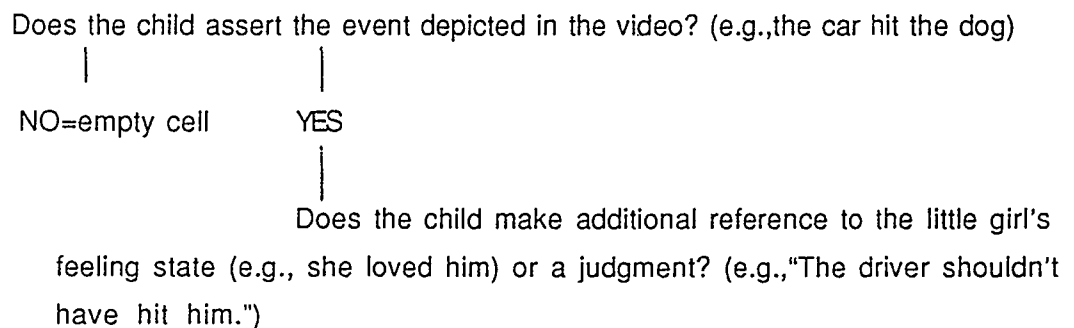 Does the child assert the event depicted in the video? (e.g.,the car hit the dog)
NO=empty cell YES
Does the child make additional reference to the little girl's
feeling state (e.g., she loved him) or a judgment? (e.g.,"The driver shouldn't
have hit him.")